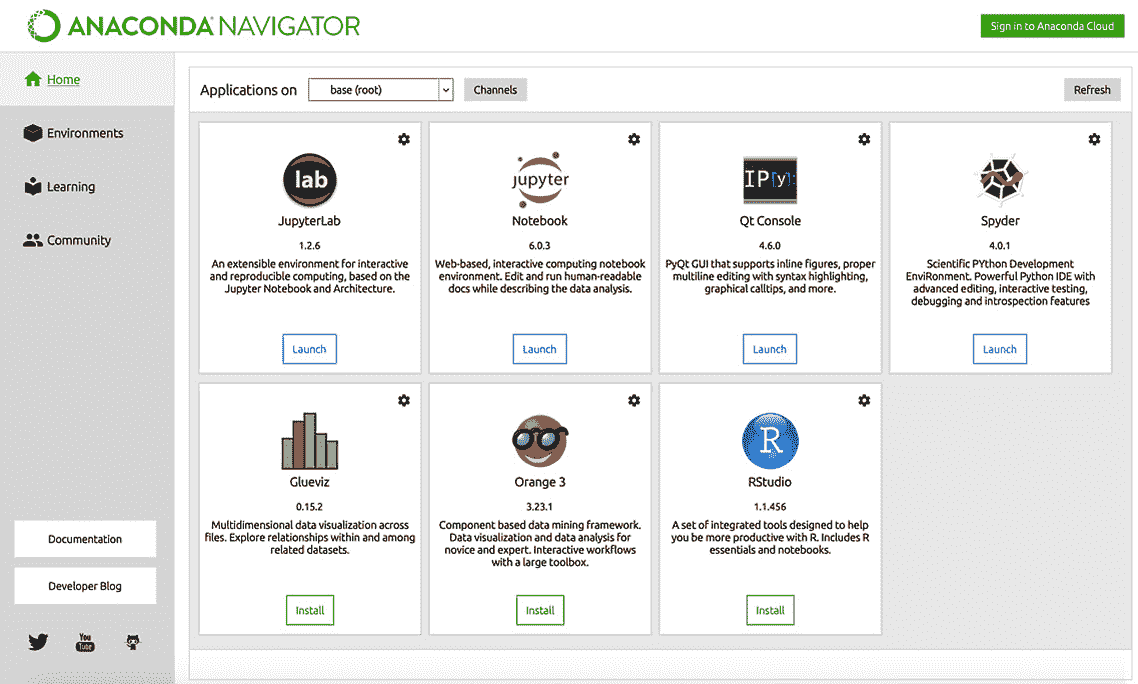 ANACONDA NAVIGATOR
Sign in to Anaconda Cloud
Home
Environments
Learning
Community
Documentation
Developer Blog
You
Tube
Applications on
base (root)
Channels
Refresh
lab
JupyterLab
1.2.6
An extensible environment for interactive
and reproducible computing, based on the
Jupyter Notebook and Architecture.
Launch
jupyter
Notebook
6.0.3
Web-based, interactive computing notebook
environment. Edit and run human-readable
docs while describing the data analysis.
Launch
IP[y]:
Qt Console
4.6.0
PyQt GUI that supports inline figures, proper
multiline editing with syntax highlighting,
graphical calltips, and more.
Launch
Spyder
4.0.1
Scientific PYthon Development
EnviRonment. Powerful Python IDE with
advanced editing, interactive testing,
debugging and introspection features
Launch
Glueviz
0.15.2
Multidimensional data visualization across
files. Explore relationships within and among
related datasets.
Install
Orange 3
3.23.1
Component based data mining framework.
Data visualization and data analysis for
novice and expert. Interactive workflows
with a large toolbox.
Install
R
RStudio
1.1.456
A set of integrated tools designed to help
you be more productive with R. Includes R
essentials and notebooks.
Install